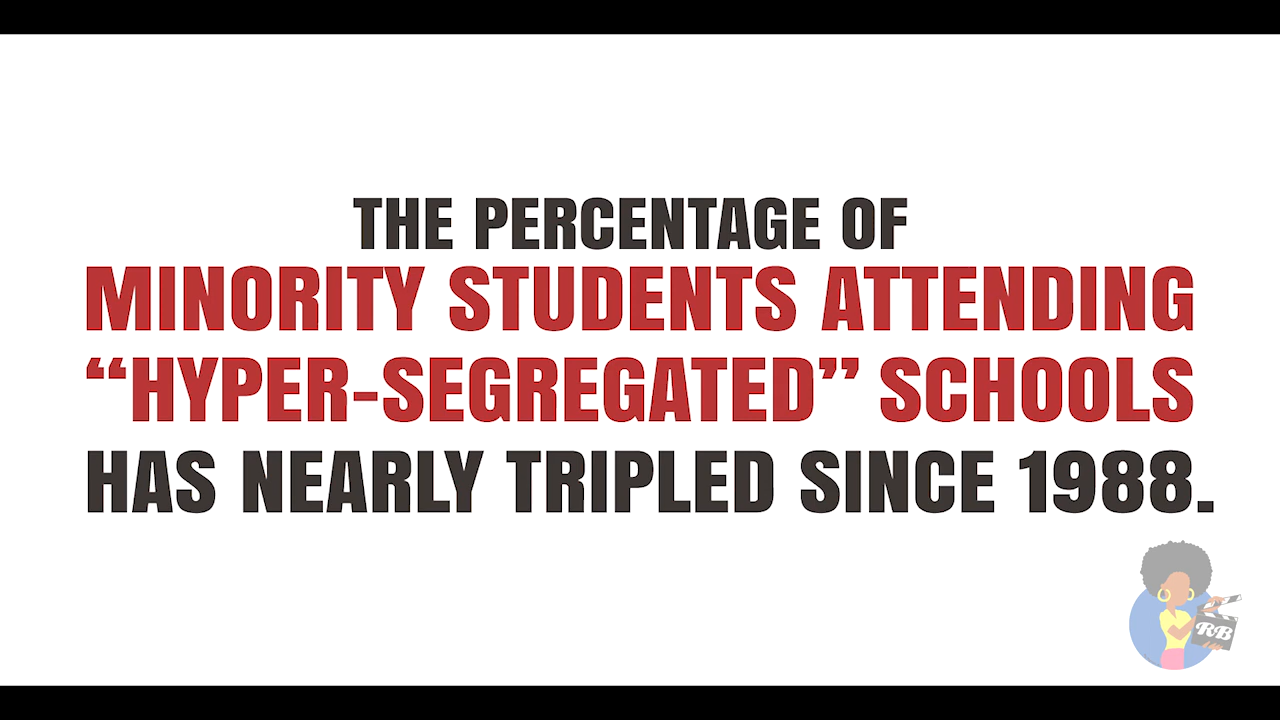 THE PERCENTAGE OF
MINORITY STUDENTS ATTENDING
“HYPER-SEGREGATED” SCHOOLS
HAS NEARLY TRIPLED SINCE 1988.
RB